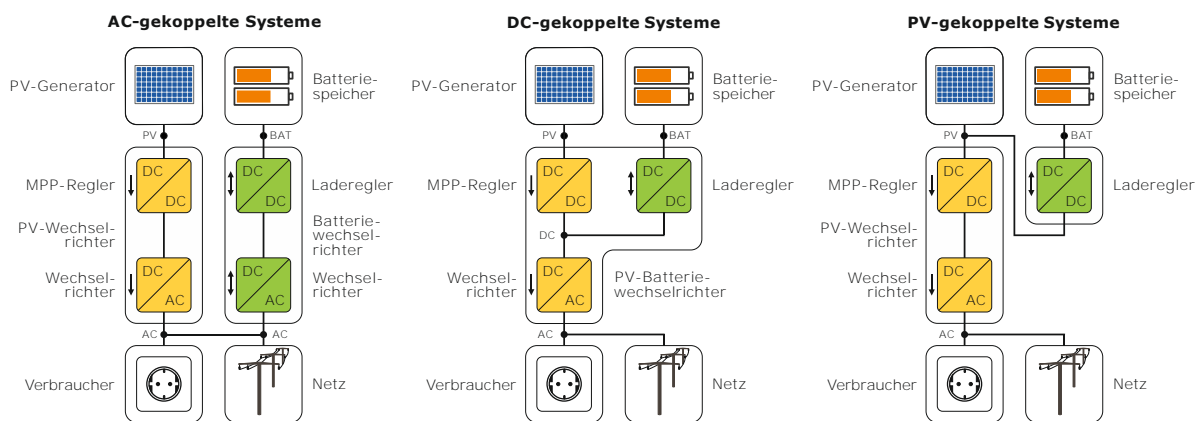 AC-gekoppelte Systeme
PV-Generator
Batterie-
speicher
PV
BAT
MPP-Regler
DC
DC
DC
DC
Laderegler
PV-Wechsel-
richter
Batterie-
wechsel-
richter
Wechsel-
richter
DC
AC
DC
AC
Wechsel-
richter
AC
AC
Verbraucher
Netz
DC-gekoppelte Systeme
PV-Generator
Batterie-
speicher
PV
BAT
MPP-Regler
DC
DC
DC
DC
Laderegler
DC
Wechsel-
richter
DC
AC
PV-Batterie-
wechselrichter
AC
Verbraucher
Netz
PV-gekoppelte Systeme
PV-Generator
Batterie-
speicher
PV
BAT
MPP-Regler
DC
DC
DC
DC
Laderegler
PV-Wechsel-
richter
Wechsel-
richter
DC
AC
AC
Verbraucher
Netz